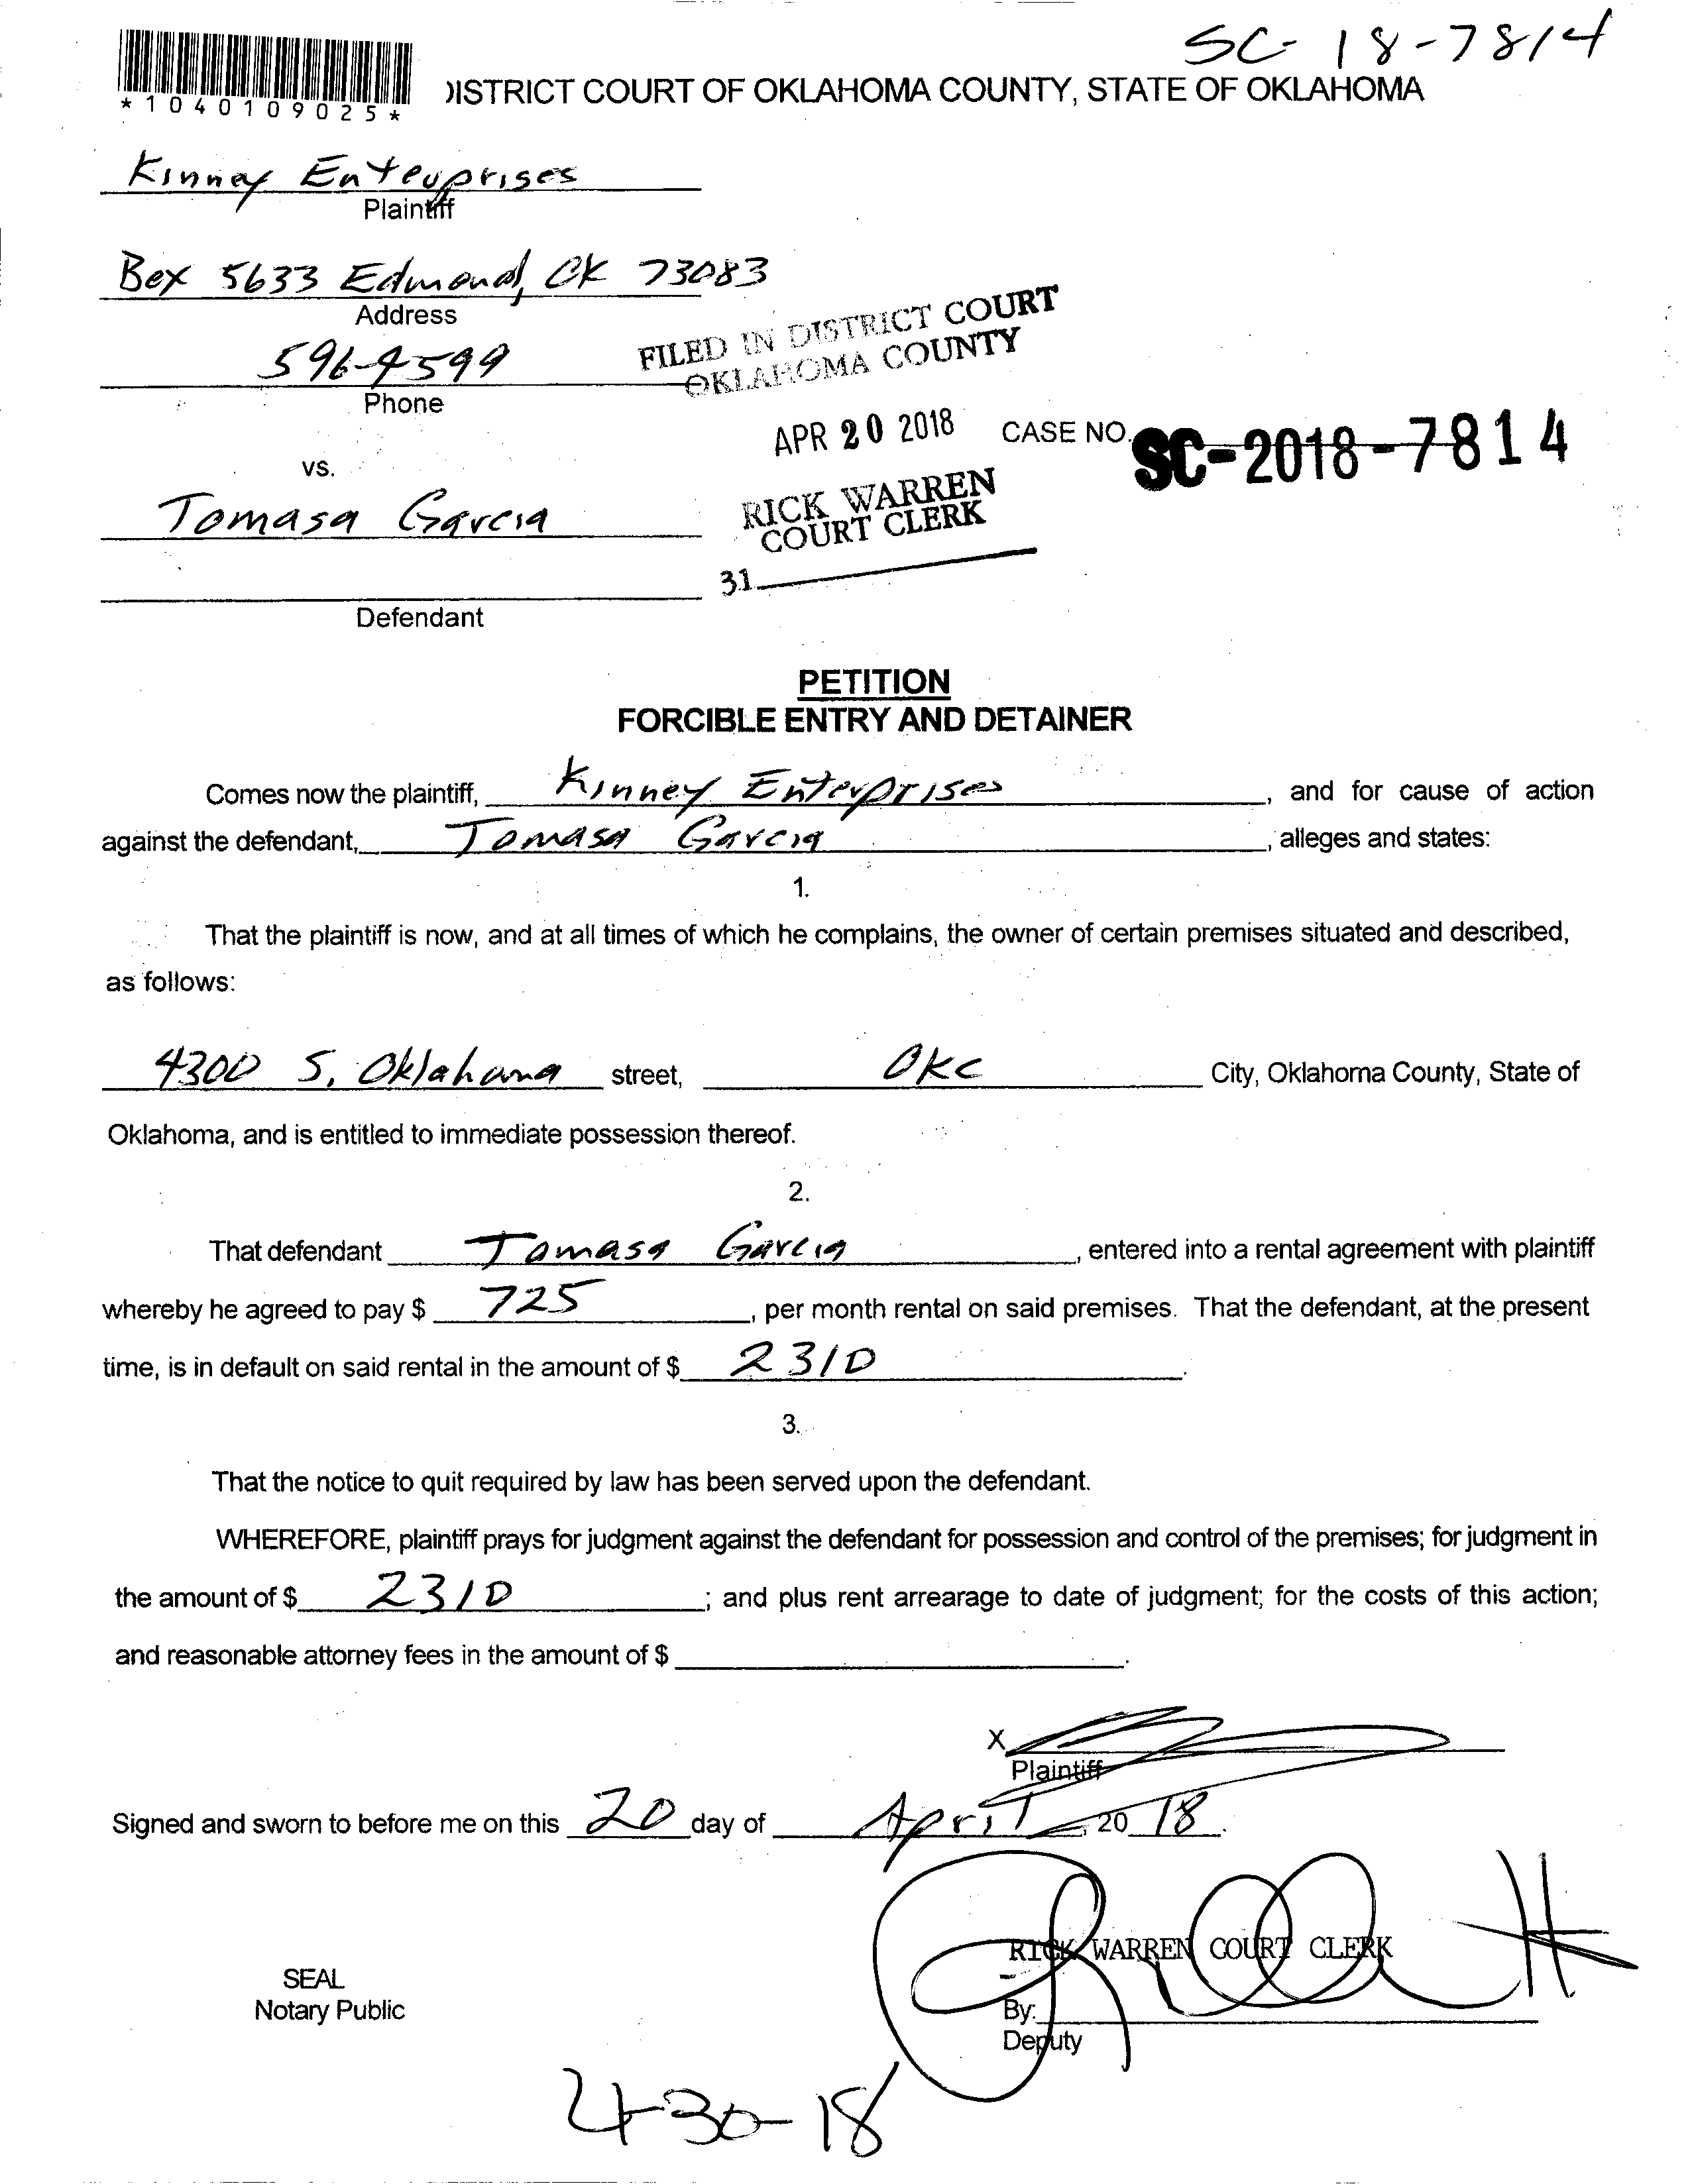 SC-18-7814
*1040109025*
DISTRICT COURT OF OKLAHOMA COUNTY, STATE OF OKLAHOMA
Kinney Enterprises
Plaintiff
Box 5633 Edmond, OK 73083
Address
596-4599
Phone
FILED IN DISTRICT COURT
OKLAHOMA COUNTY
APR 20 2018
CASE NO. SC-2018-7814
vs.
RICK WARREN
COURT CLERK
Tomasa Garcia
31
Defendant
PETITION
FORCIBLE ENTRY AND DETAINER
Comes now the plaintiff, Kinney Enterprises, and for cause of action
against the defendant, Tomasa Garcia, alleges and states:
1.
That the plaintiff is now, and at all times of which he complains, the owner of certain premises situated and described,
as follows:
4300 S. Oklahoma street, OKC City, Oklahoma County, State of
Oklahoma, and is entitled to immediate possession thereof.
2.
That defendant Tomasa Garcia, entered into a rental agreement with plaintiff
whereby he agreed to pay $ 725, per month rental on said premises. That the defendant, at the present
time, is in default on said rental in the amount of $ 2310.
3.
That the notice to quit required by law has been served upon the defendant.
WHEREFORE, plaintiff prays for judgment against the defendant for possession and control of the premises; for judgment in
the amount of $ 2310; and plus rent arrearage to date of judgment; for the costs of this action;
and reasonable attorney fees in the amount of $
X
Plaintiff
Signed and sworn to before me on this 20 day of April, 20 18.
RICK WARREN COURT CLERK
SEAL
Notary Public
By:
Deputy
4-30-18